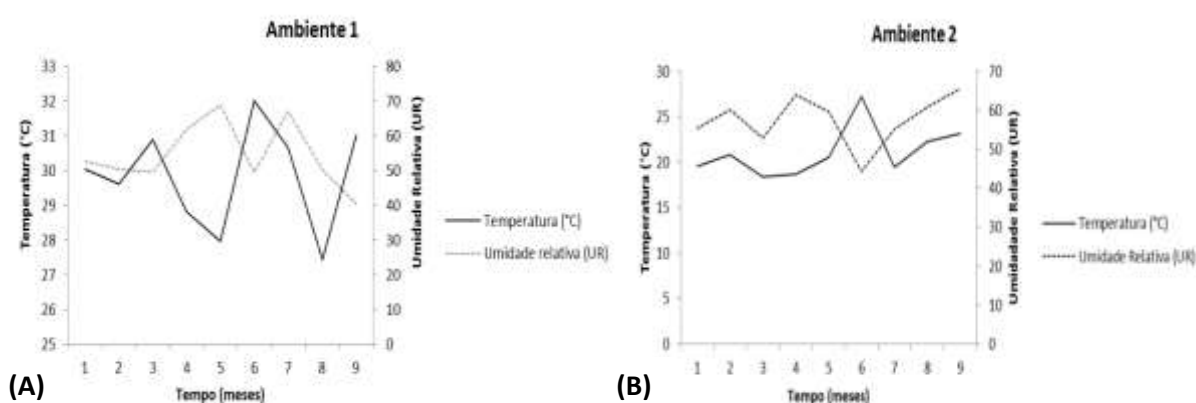 Ambiente 1
Temperatura (°C)
33
32
31
30
29
28
27
26
25
80
70
60
50
40
30
20
10
0
Umidade Relativa (UR)
1 2 3 4 5 6 7 8 9
Tempo (meses)
Temperatura (°C)
Umidade relativa (UR)
(A)
Ambiente 2
Temperatura (°C)
30
25
20
15
10
5
0
70
60
50
40
30
20
10
0
Umidadade Relativa (UR)
1 2 3 4 5 6 7 8 9
Tempo (meses)
Temperatura (°C)
Umidade Relativa (UR)
(B)